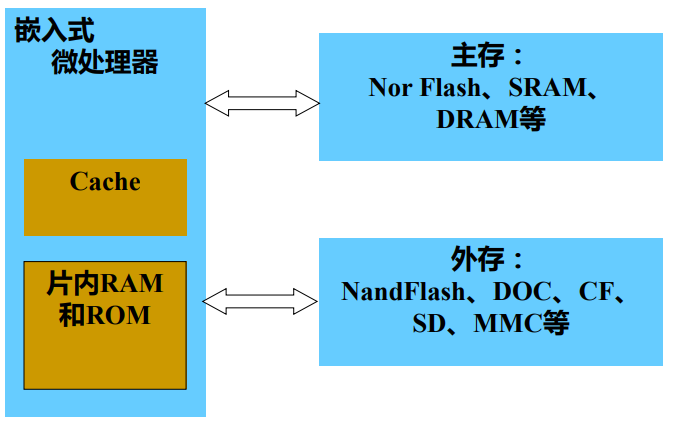 嵌入式
微处理器
Cache
片内RAM
和ROM
主存：
Nor Flash、SRAM、
DRAM等
外存：
NandFlash、DOC、CF、
SD、MMC等